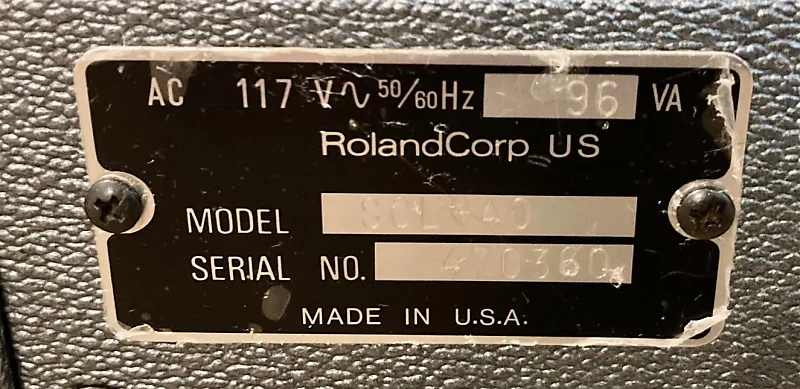 AC 117 V∿ 50/60Hz 96 VA
RolandCorp US
MODEL
SERIAL NO. 470360
MADE IN U.S.A.